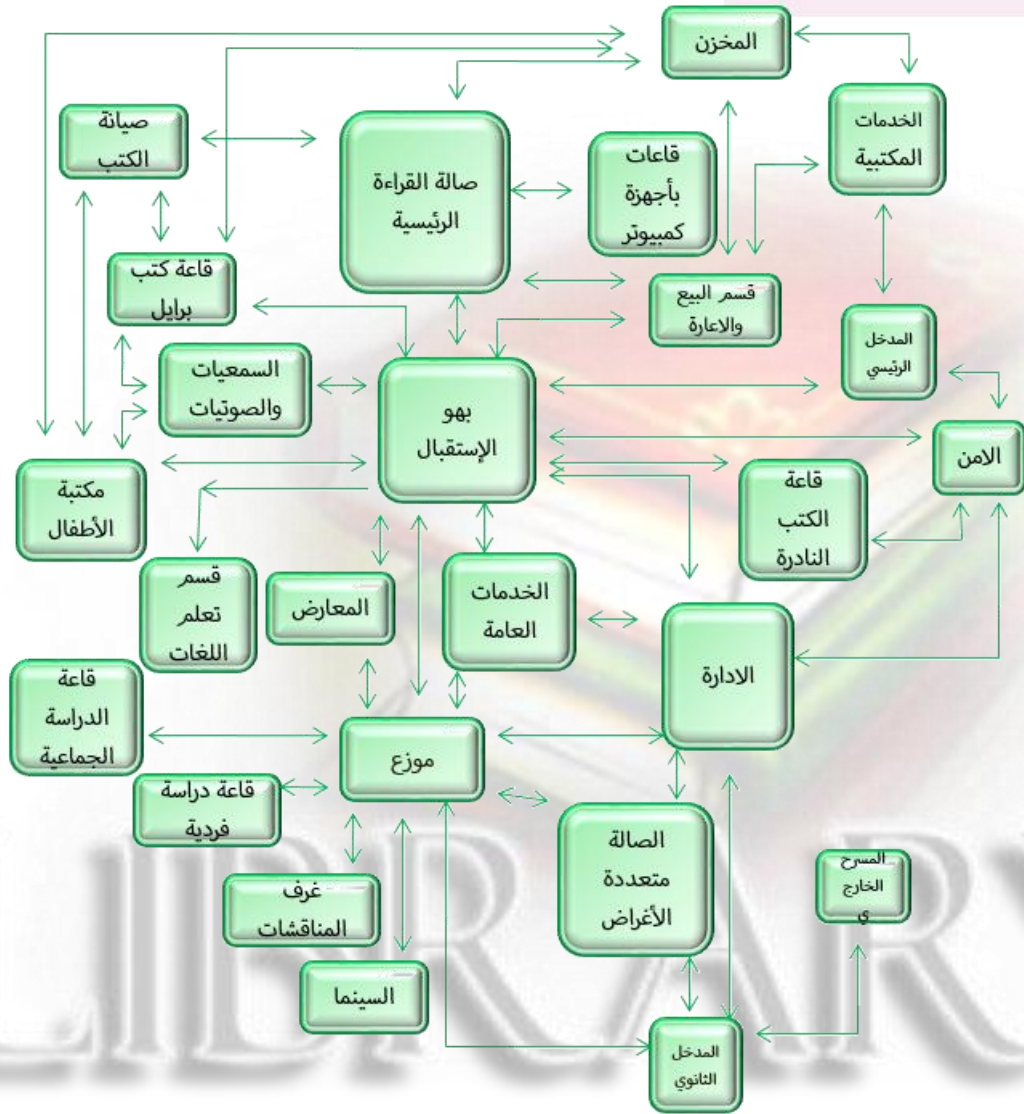 المخزن
الخدمات
المكتبية
صيانة
الكتب
صالة القراءة
الرئيسية
قاعات
بأجهزة
كمبيوتر
قاعة كتب
برايل
قسم البيع
والاعارة
المدخل
الرئيسي
السمعيات
والصوتيات
بهو
الإستقبال
الامن
مكتبة
الأطفال
قاعة
الكتب
النادرة
قسم
تعلم
اللغات
المعارض
الخدمات
العامة
الادارة
قاعة
الدراسة
الجماعية
موزع
قاعة دراسة
فردية
الصالة
متعددة
الأغراض
المسرح
الخارج
ي
غرف
المناقشات
السينما
المدخل
الثانوي
LIBRARY